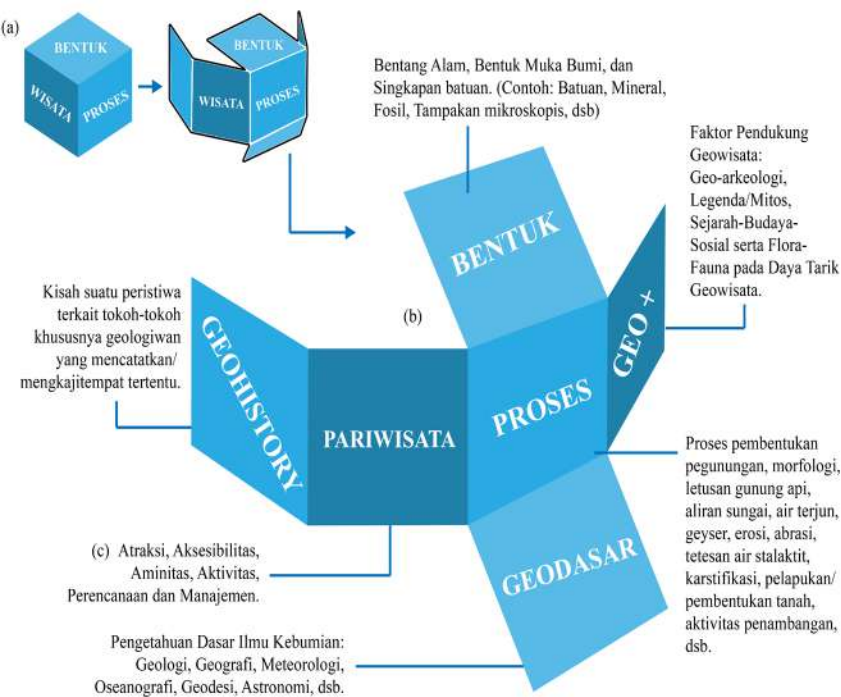 (a)
BENTUK
WISATA
PROSES
BENTUK
WISATA
PROSES
Bentang Alam, Bentuk Muka Bumi, dan
Singkapan batuan. (Contoh: Batuan, Mineral,
Fosil, Tampakan mikroskopis, dsb)
Faktor Pendukung
Geowisata:
Geo-arkeologi,
Legenda/Mitos,
Sejarah-Budaya-
Sosial serta Flora-
Fauna pada Daya Tarik
Geowisata.
Kisah suatu peristiwa
terkait tokoh-tokoh
khususnya geologiwan
yang mencatatkan/
mengkajitempat tertentu.
(b)
BENTUK
GEO +
GEOHISTORY
PARIWISATA
PROSES
GEODASAR
Proses pembentukan
pegunungan, morfologi,
letusan gunung api,
aliran sungai, air terjun,
geyser, erosi, abrasi,
tetesan air stalaktit,
karstifikasi, pelapukan/
pembentukan tanah,
aktivitas penambangan,
dsb.
(c) Atraksi, Aksesibilitas,
Aminitas, Aktivitas,
Perencanaan dan Manajemen.
Pengetahuan Dasar Ilmu Kebumian:
Geologi, Geografi, Meteorologi,
Oseanografi, Geodesi, Astronomi, dsb.